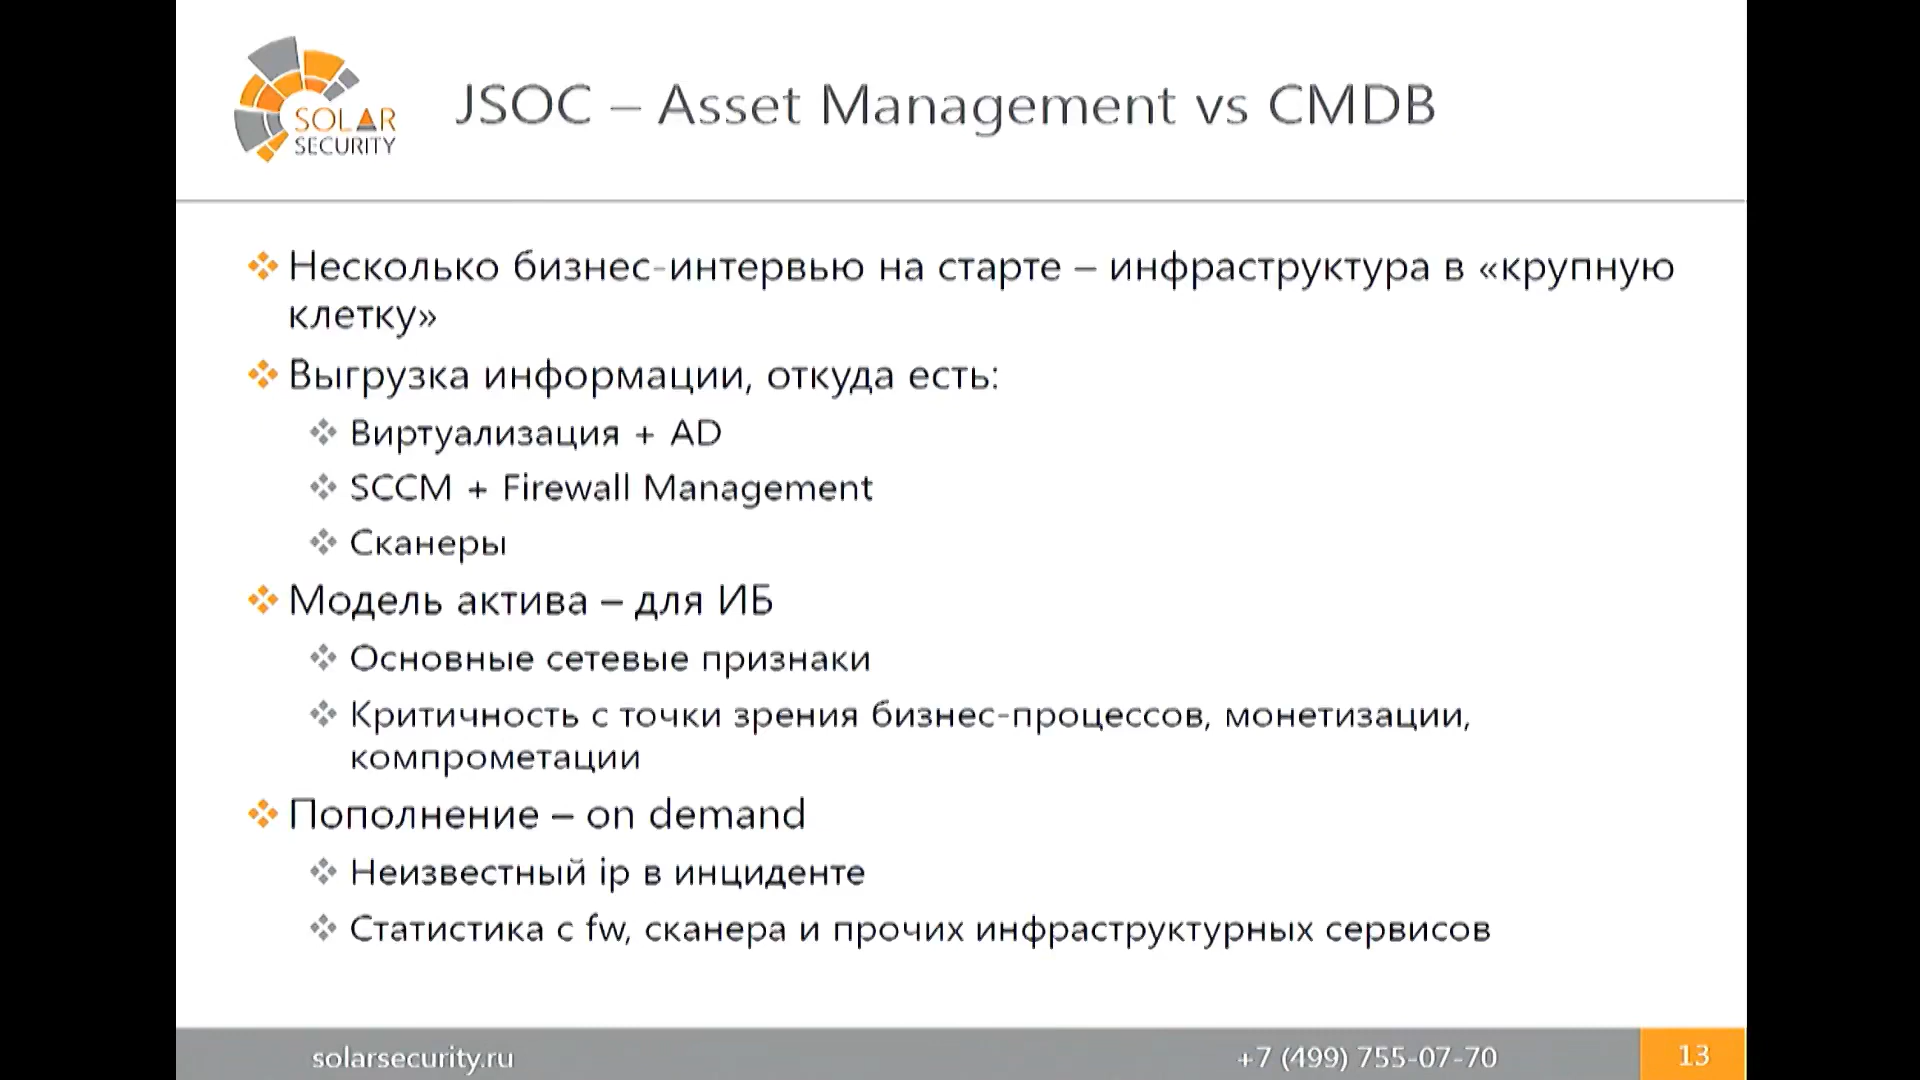 SOLAR
SECURITY
JSOC – Asset Management vs CMDB
Несколько бизнес-интервью на старте – инфраструктура в «крупную
клетку»
Выгрузка информации, откуда есть:
Виртуализация + AD
SCCM + Firewall Management
Сканеры
Модель актива – для ИБ
Основные сетевые признаки
Критичность с точки зрения бизнес-процессов, монетизации,
компрометации
Пополнение – on demand
Неизвестный ip в инциденте
Статистика с fw, сканера и прочих инфраструктурных сервисов
solarsecurity.ru
+7 (499) 755-07-70
13